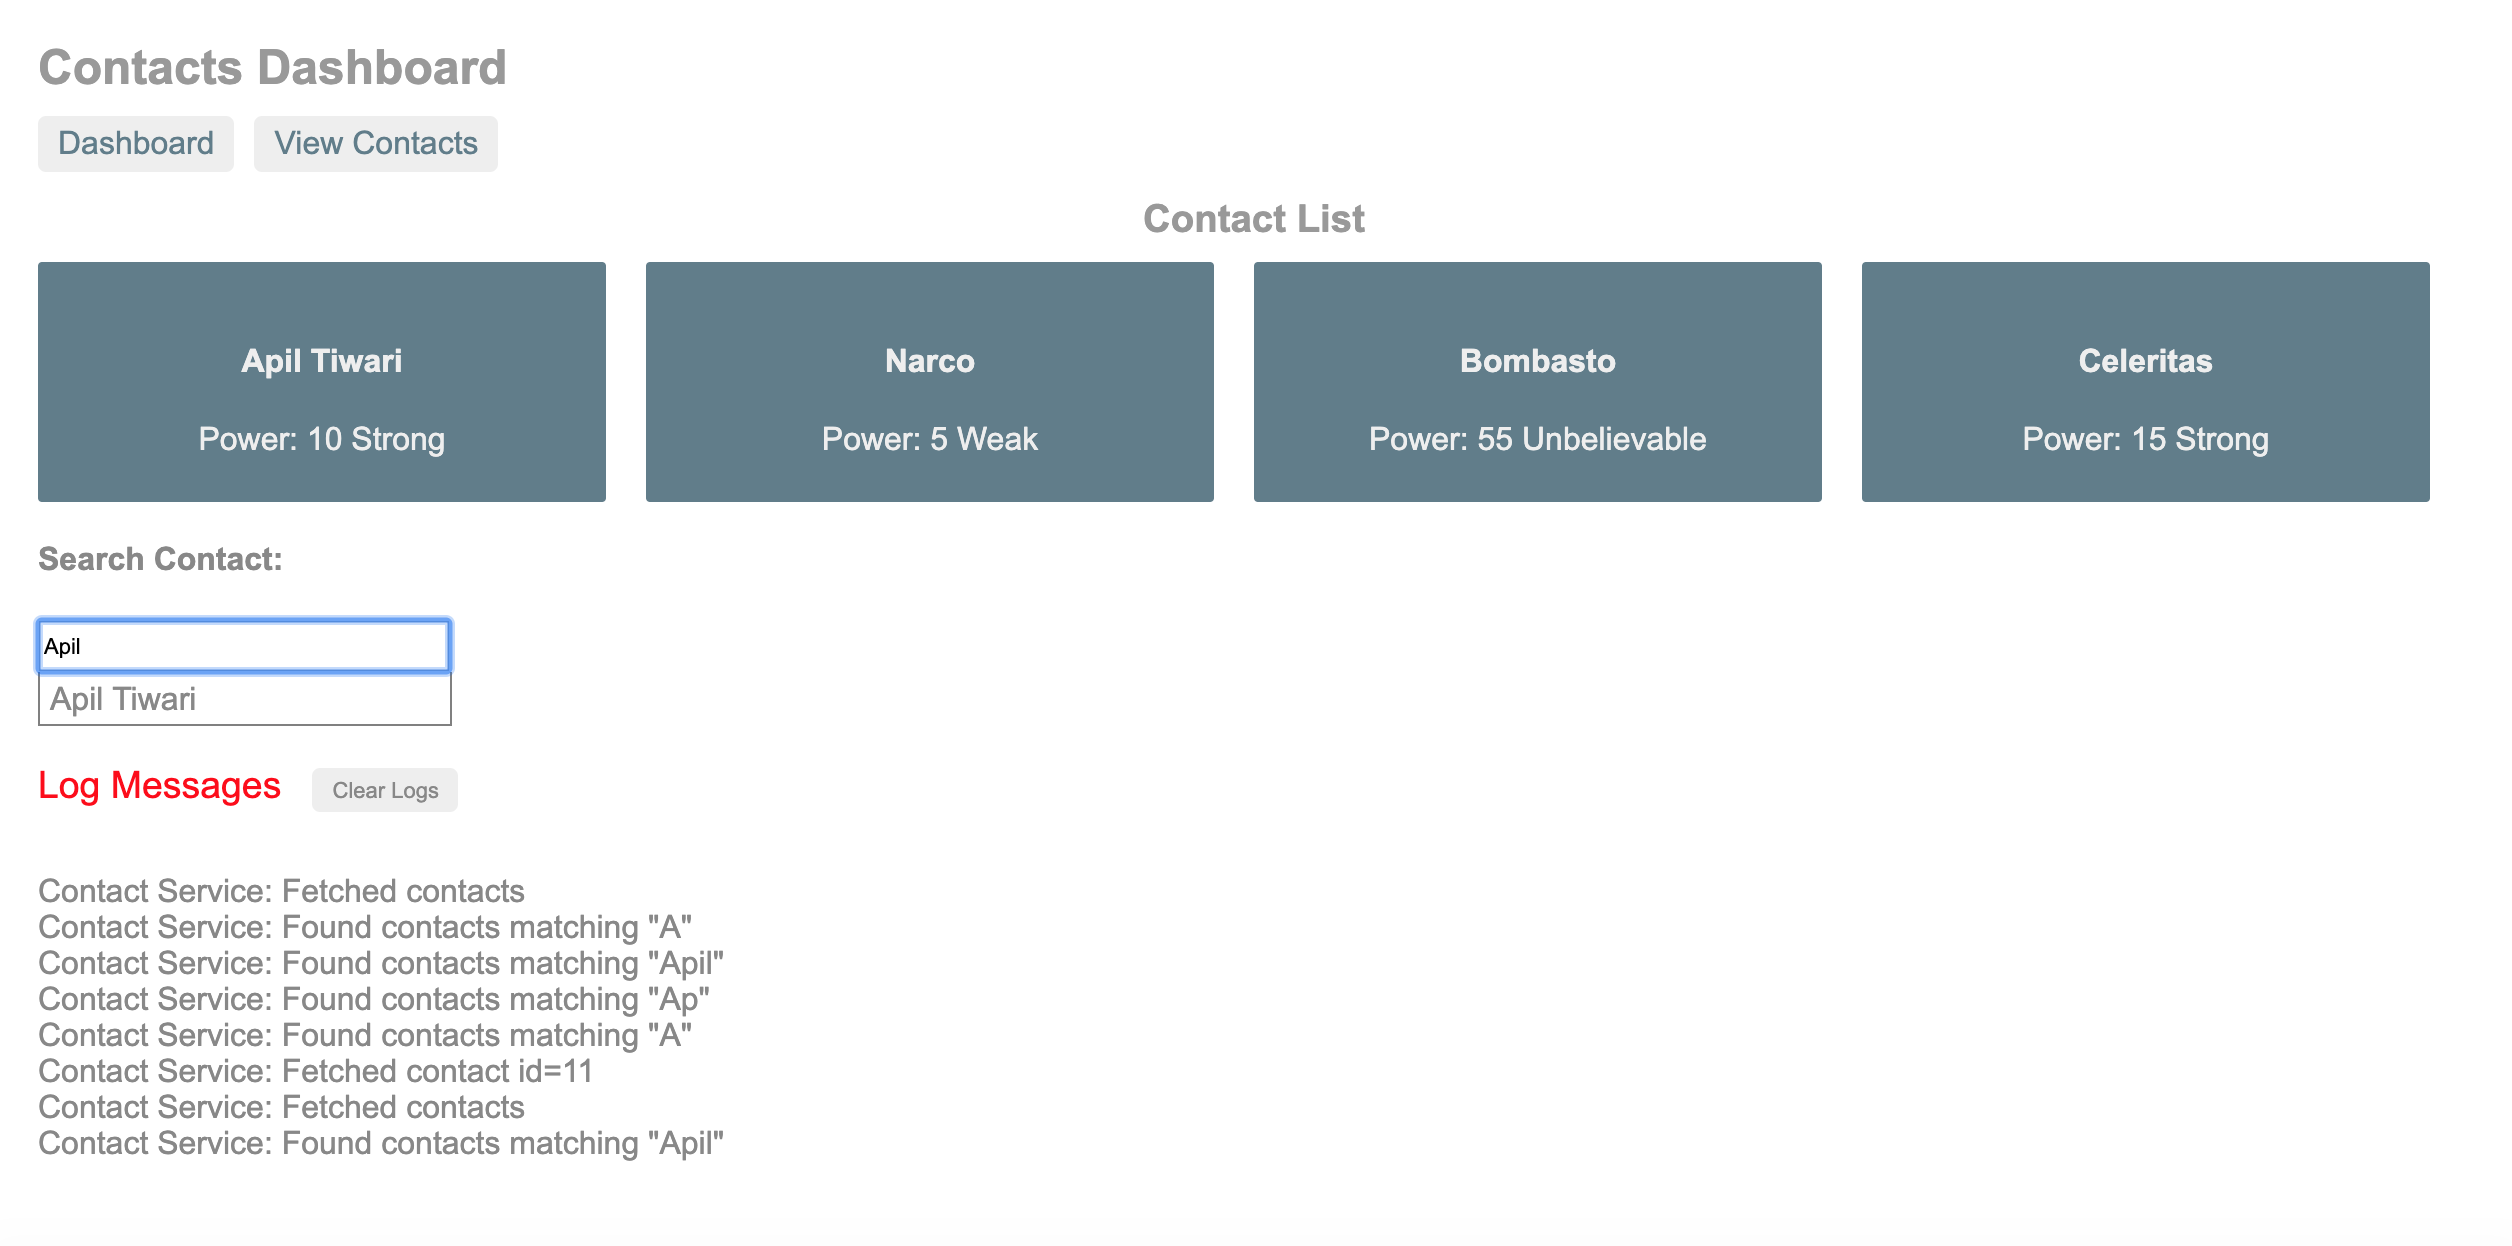 Contacts Dashboard
Dashboard View Contacts
Contact List
Apil Tiwari
Power: 10 Strong
Narco
Power: 5 Weak
Bombasto
Power: 55 Unbelievable
Celeritas
Power: 15 Strong
Search Contact:
Apil
Apil Tiwari
Log Messages Clear Logs
Contact Service: Fetched contacts
Contact Service: Found contacts matching "A"
Contact Service: Found contacts matching "Apil"
Contact Service: Found contacts matching "Ap"
Contact Service: Found contacts matching "A"
Contact Service: Fetched contact id=11
Contact Service: Fetched contacts
Contact Service: Found contacts matching "Apil"